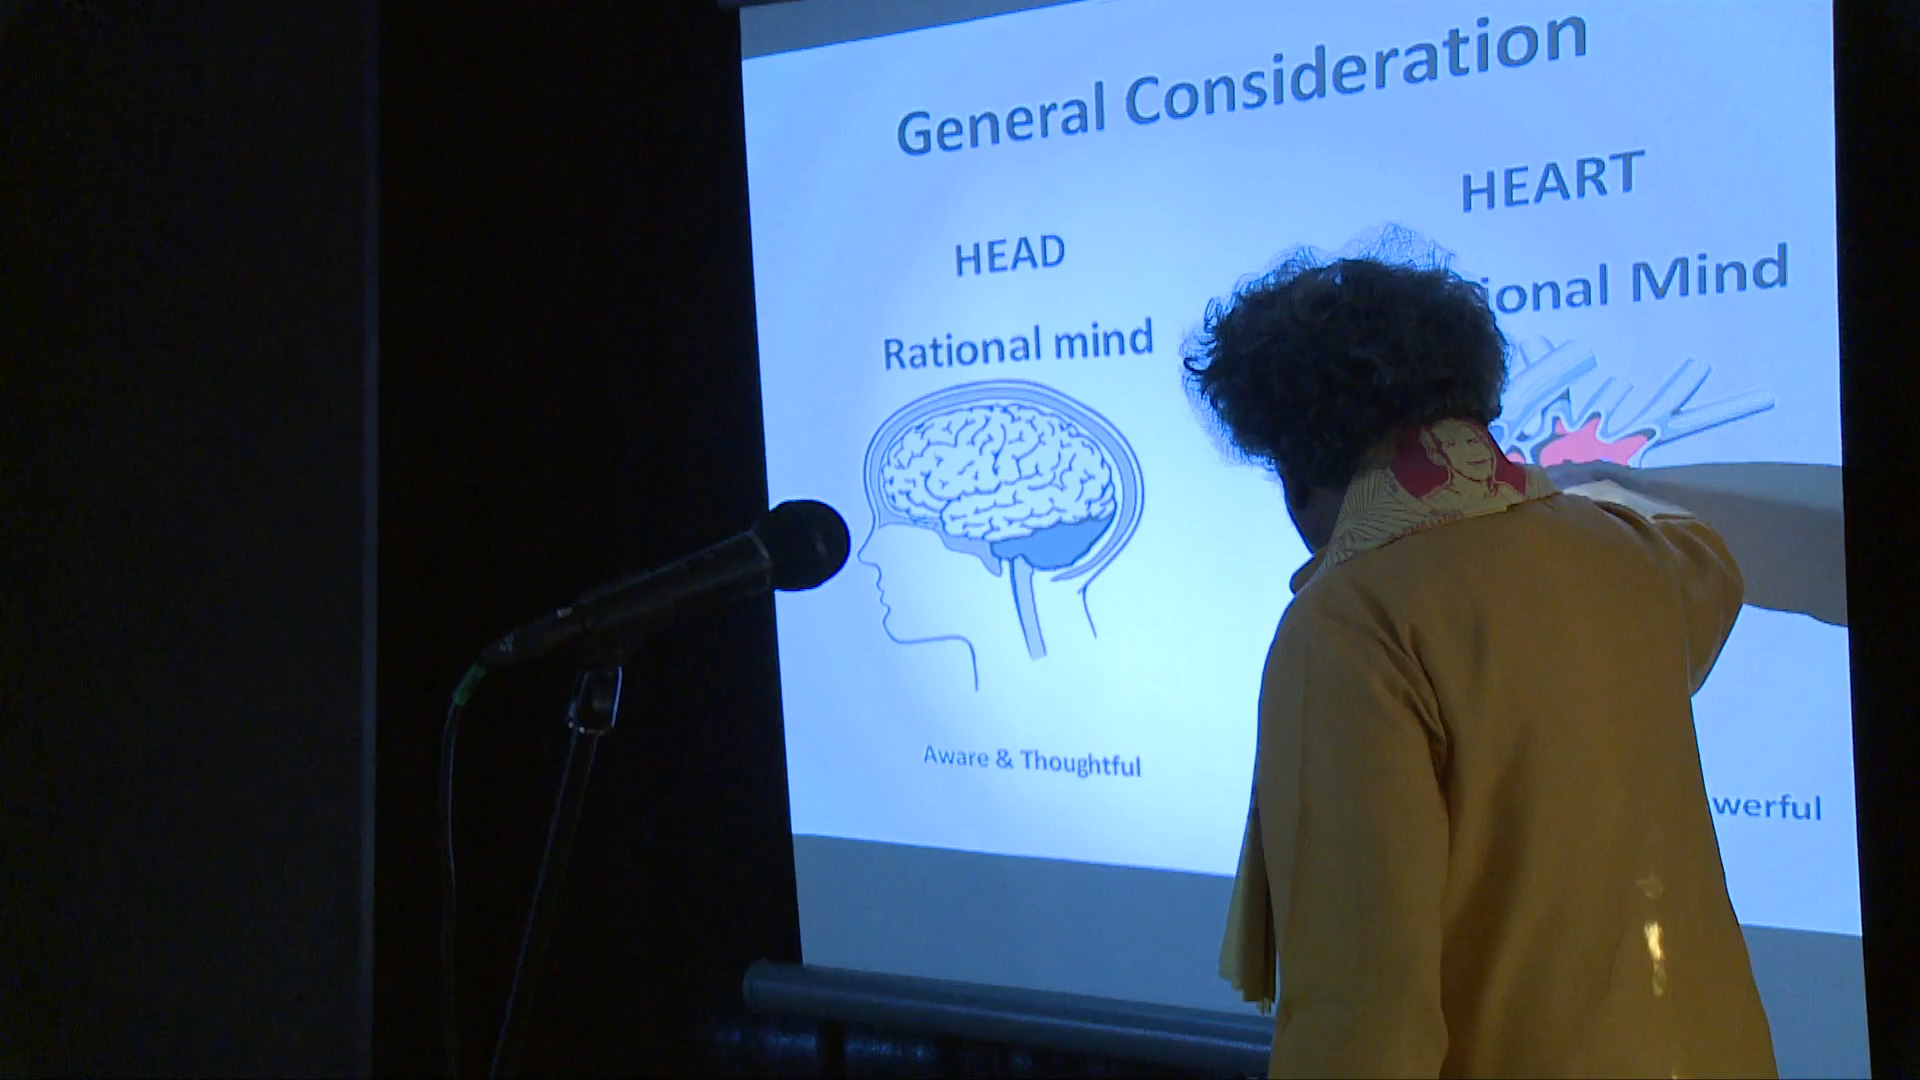 General Consideration
HEAD
HEART
Rational mind
ional Mind
Aware & Thoughtful
werful